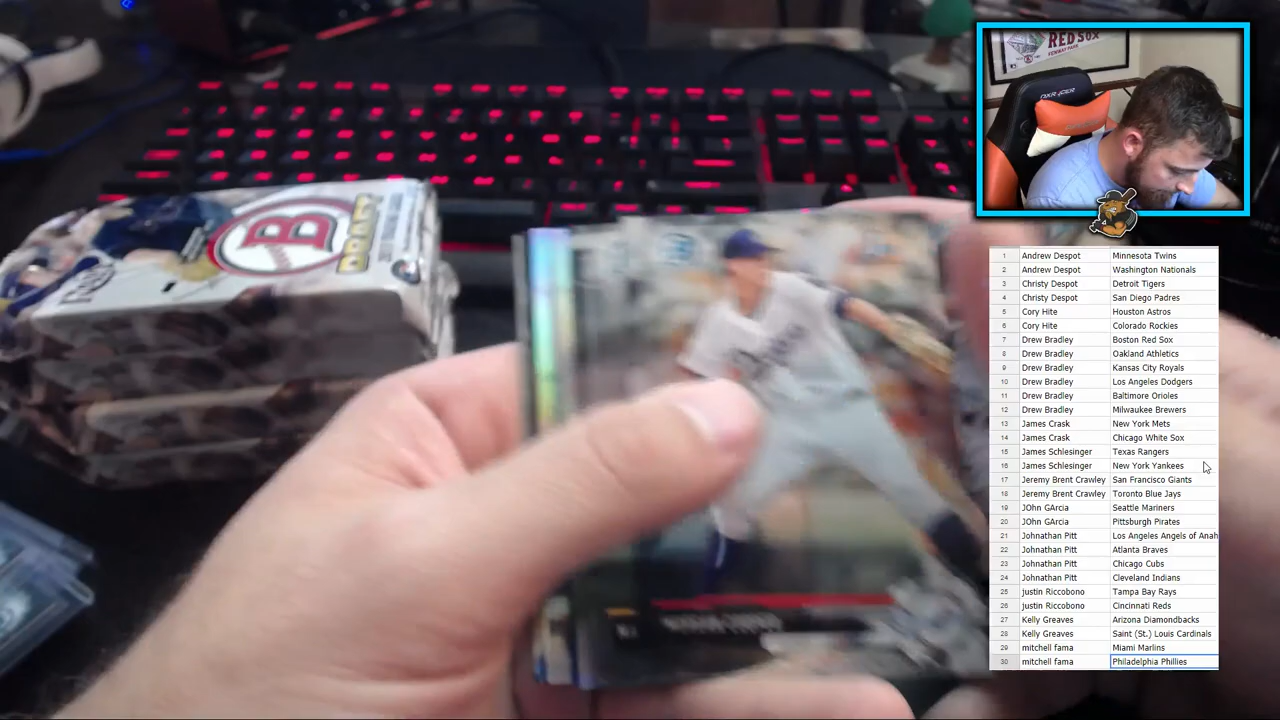 RED SOX
FENWAY PARK
DXRACER
B
DRAFT
1 Andrew Despot Minnesota Twins
2 Andrew Despot Washington Nationals
3 Christy Despot Detroit Tigers
4 Christy Despot San Diego Padres
5 Cory Hite Houston Astros
6 Cory Hite Colorado Rockies
7 Drew Bradley Boston Red Sox
8 Drew Bradley Oakland Athletics
9 Drew Bradley Kansas City Royals
10 Drew Bradley Los Angeles Dodgers
11 Drew Bradley Baltimore Orioles
12 Drew Bradley Milwaukee Brewers
13 James Crask New York Mets
14 James Crask Chicago White Sox
15 James Schlesinger Texas Rangers
16 James Schlesinger New York Yankees
17 Jeremy Brent Crawley San Francisco Giants
18 Jeremy Brent Crawley Toronto Blue Jays
19 JOhn GArcia Seattle Mariners
20 JOhn GArcia Pittsburgh Pirates
21 Johnathan Pitt Los Angeles Angels of Anah
22 Johnathan Pitt Atlanta Braves
23 Johnathan Pitt Chicago Cubs
24 Johnathan Pitt Cleveland Indians
25 justin Riccobono Tampa Bay Rays
26 justin Riccobono Cincinnati Reds
27 Kelly Greaves Arizona Diamondbacks
28 Kelly Greaves Saint (St.) Louis Cardinals
29 mitchell fama Miami Marlins
30 mitchell fama Philadelphia Phillies